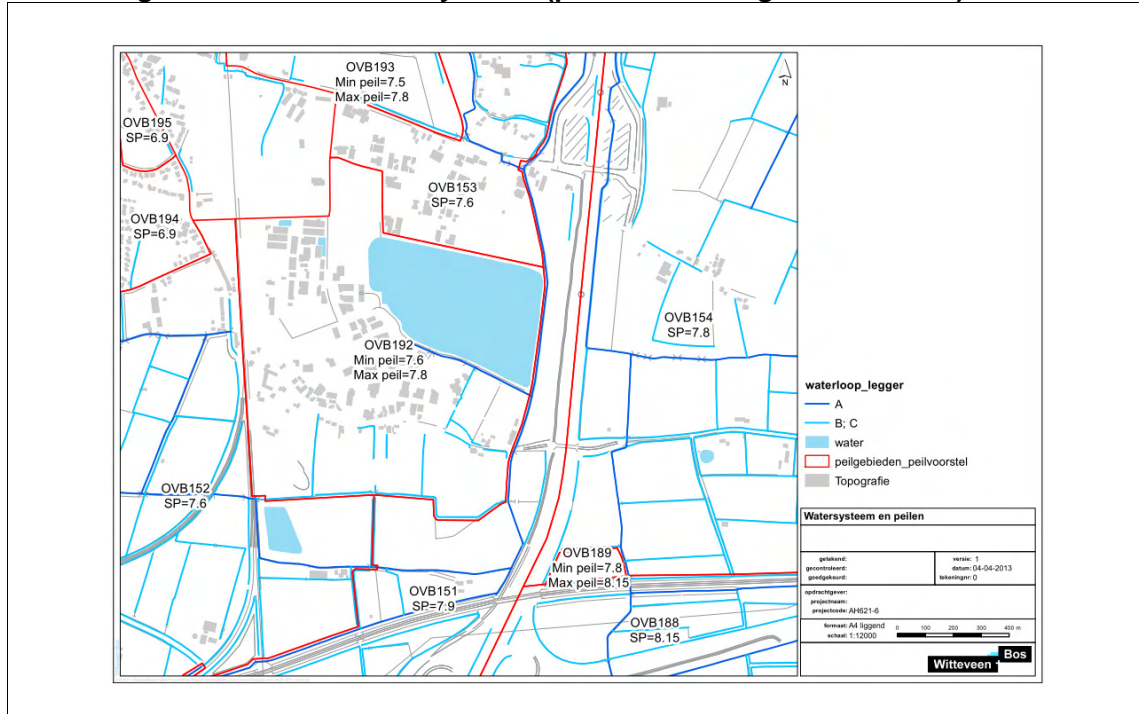 OVB193
Min peil=7.5
Max peil=7.8
N
OVB195
SP=6.9
OVB153
SP=7.6
OVB194
SP=6.9
OVB154
SP=7.8
OVB192
Min peil=7.6
Max peil=7.8
OVB152
SP=7.6
OVB189
Min peil=7.8
Max peil=8.15
OVB151
SP=7.9
OVB188
SP=8.15
waterloop_legger
A
B; C
water
peilgebieden_peilvoorstel
Topografie
Watersysteem en peilen
getekend:
gecontroleerd:
goedgekeurd:
versie: 1
datum: 04-04-2013
tekeningnr: 0
opdrachtgever:
projectnaam:
projectcode: AH621-6
formaat: A4 liggend
schaal: 1:12000
0 100 200 300 400 m
Witteveen + Bos